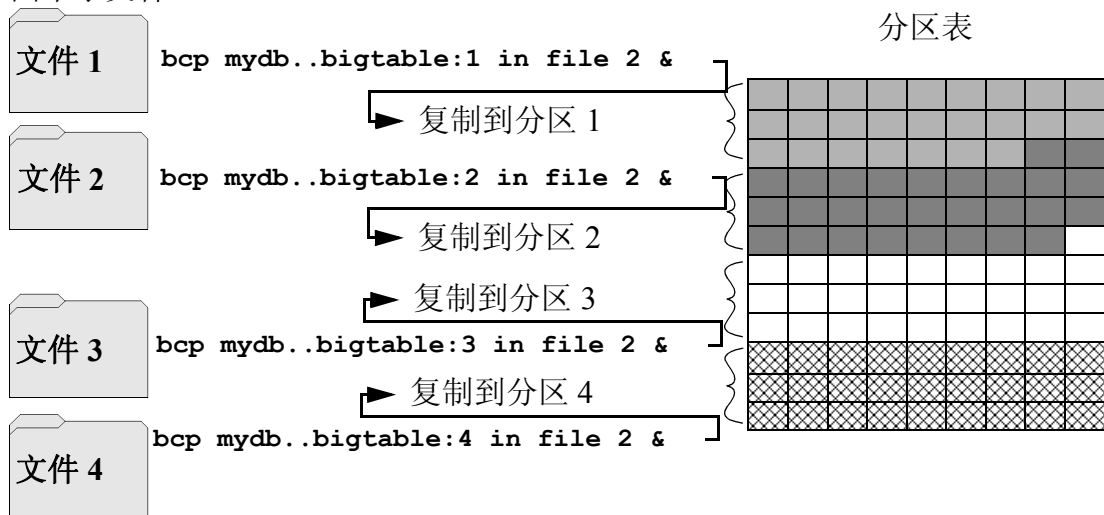 分区表
文件 1
bcp mydb..bigtable:1 in file 2 &
复制到分区 1
文件 2
bcp mydb..bigtable:2 in file 2 &
复制到分区 2
复制到分区 3
文件 3
bcp mydb..bigtable:3 in file 2 &
复制到分区 4
bcp mydb..bigtable:4 in file 2 &
文件 4